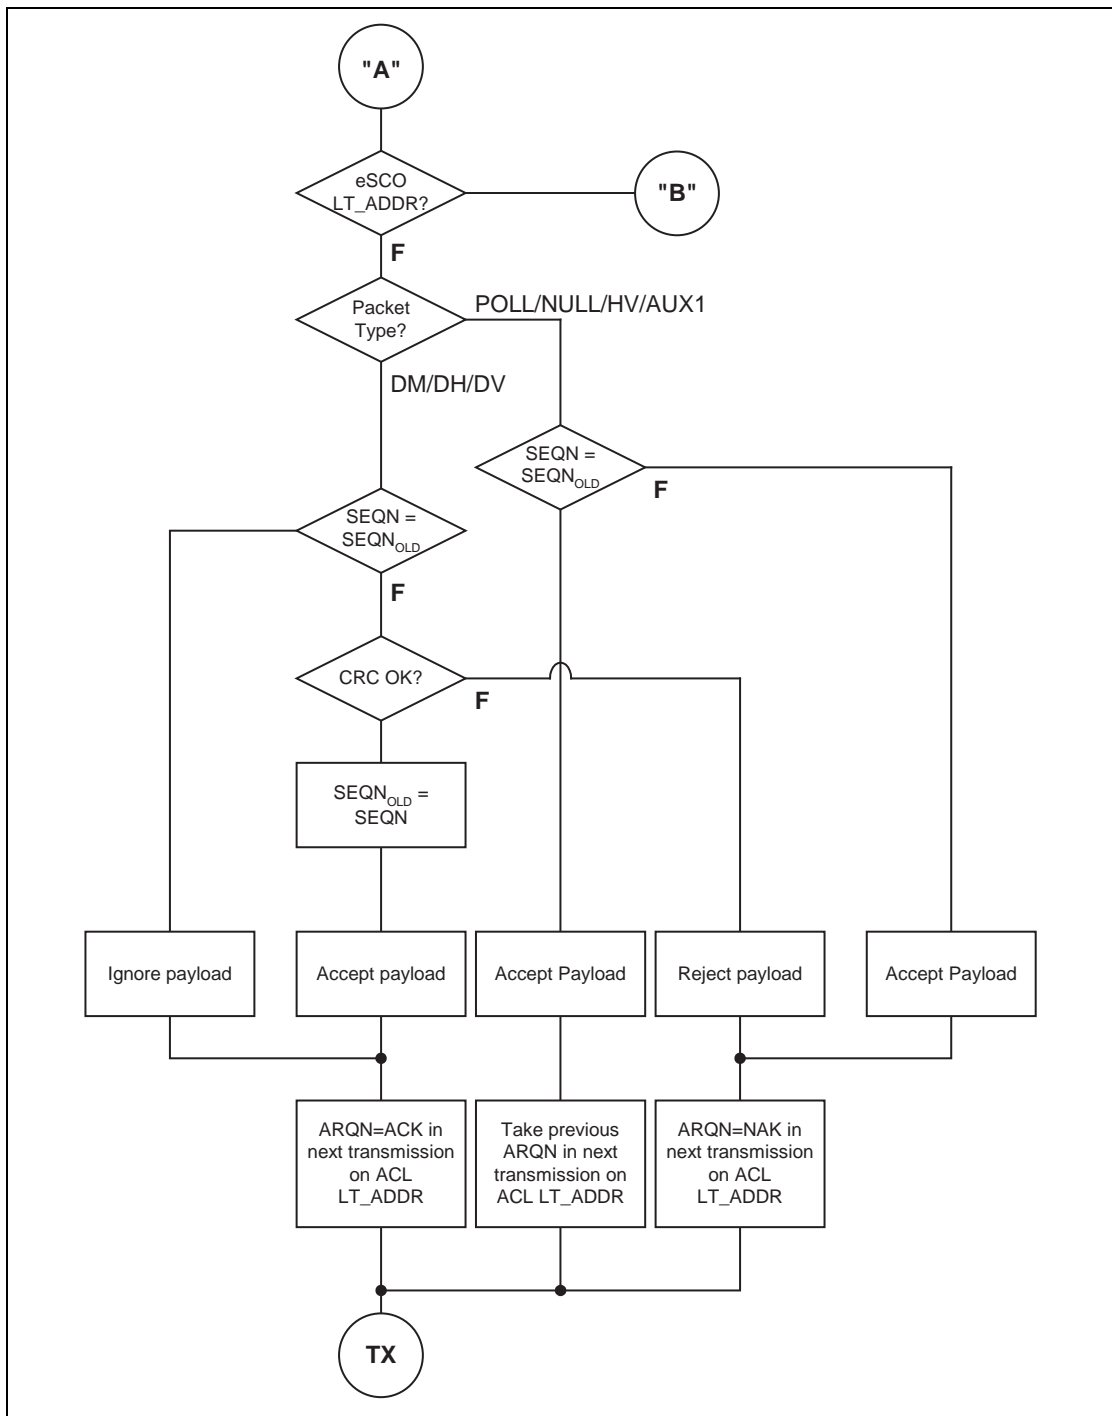 "A"
eSCO
LT_ADDR?
"B"
F
Packet
Type?
POLL/NULL/HV/AUX1
DM/DH/DV
SEQN =
SEQNOLD
F
SEQN =
SEQNOLD
F
CRC OK?
F
SEQNOLD =
SEQN
Ignore payload
Accept payload
Accept Payload
Reject payload
Accept Payload
ARQN=ACK in
next transmission
on ACL
LT_ADDR
Take previous
ARQN in next
transmission on
ACL LT_ADDR
ARQN=NAK in
next transmission
on ACL
LT_ADDR
TX